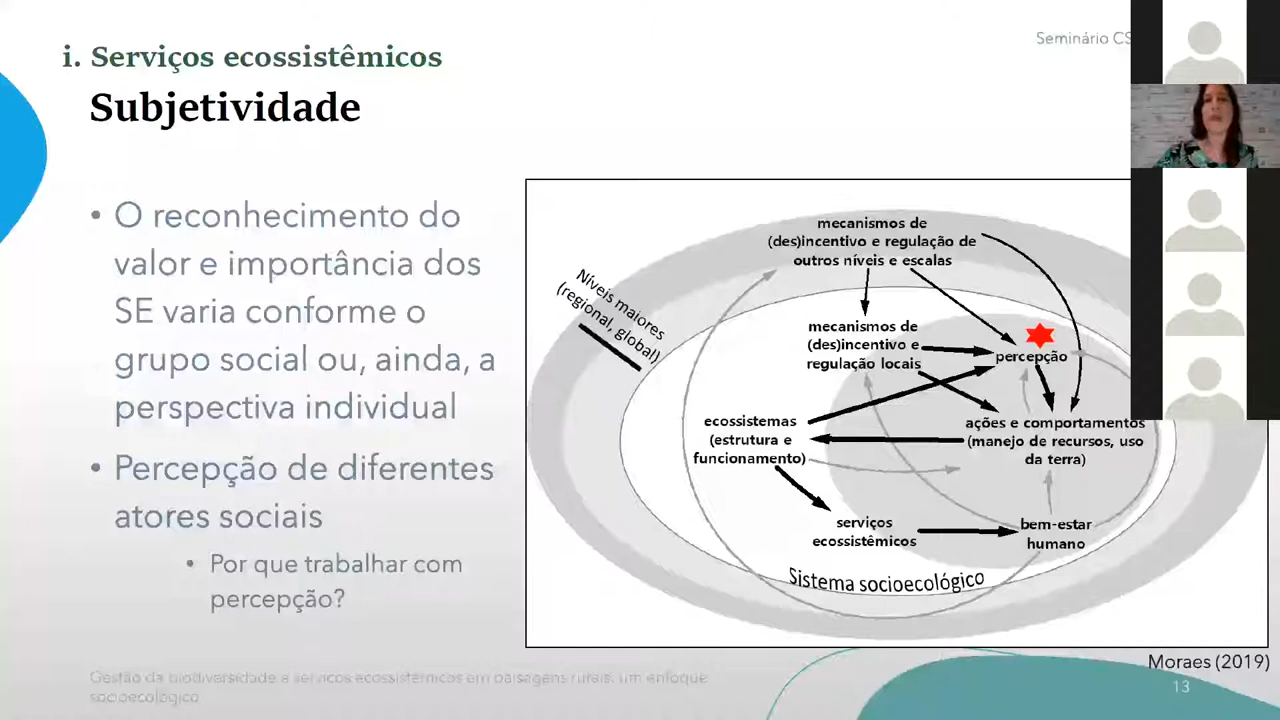 Seminário CS
i. Serviços ecossistêmicos
Subjetividade
• O reconhecimento do
valor e importância dos
SE varia conforme o
grupo social ou, ainda, a
perspectiva individual
• Percepção de diferentes
atores sociais
• Por que trabalhar com
percepção?
mecanismos de
(des)incentivo e regulação de
outros níveis e escalas
Níveis maiores
(regional, global)
mecanismos de
(des)incentivo e
regulação locais
percepção
ecossistemas
(estrutura e
funcionamento)
ações e comportamentos
(manejo de recursos, uso
da terra)
serviços
ecossistêmicos
bem-estar
humano
Sistema socioecológico
Moraes (2019)
Gestão da biodiversidade e serviços ecossistêmicos em paisagens rurais: um enfoque
socioecológico
13